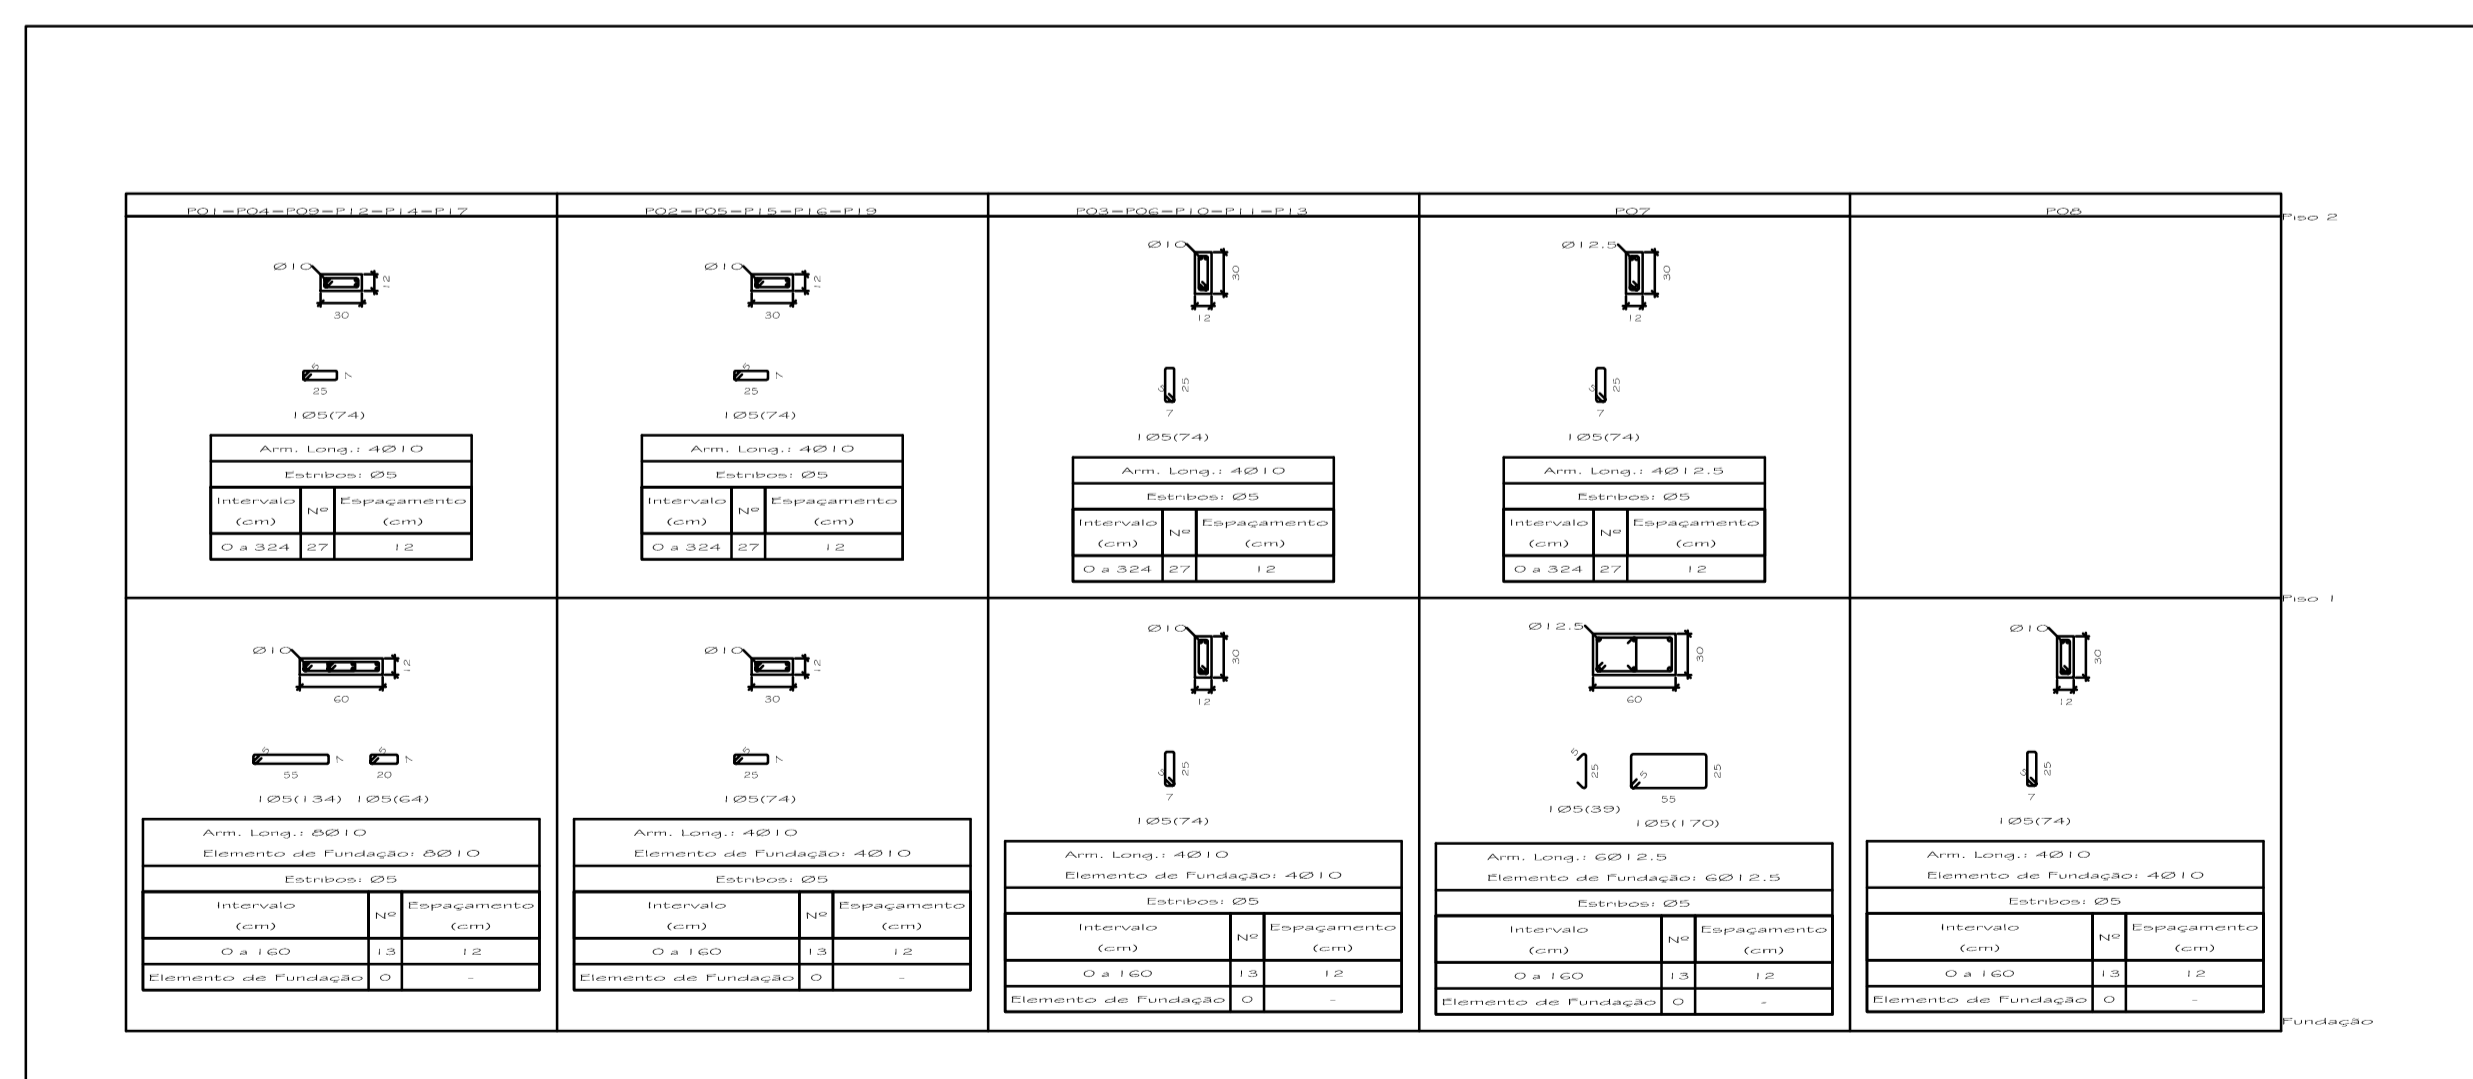 P01-P04-P09-P12-P14-P17
P02-P05-P15-P16-P19
P03-P06-P10-P11-P13
P07
P08
Piso 2
Ø10
12
30
5
7
25
1Ø5(74)
Arm. Long.: 4Ø10
Estribos: Ø5
Intervalo
(cm)
Nº
Espaçamento
(cm)
0 a 324
27
12
Ø10
12
30
5
7
25
1Ø5(74)
Arm. Long.: 4Ø10
Estribos: Ø5
Intervalo
(cm)
Nº
Espaçamento
(cm)
0 a 324
27
12
Ø10
30
12
5
25
7
1Ø5(74)
Arm. Long.: 4Ø10
Estribos: Ø5
Intervalo
(cm)
Nº
Espaçamento
(cm)
0 a 324
27
12
Ø12.5
30
12
5
25
7
1Ø5(74)
Arm. Long.: 4Ø12.5
Estribos: Ø5
Intervalo
(cm)
Nº
Espaçamento
(cm)
0 a 324
27
12
Piso 1
Ø10
12
60
5
7
55
5
7
20
1Ø5(134)
1Ø5(64)
Arm. Long.: 8Ø10
Elemento de Fundação: 8Ø10
Estribos: Ø5
Intervalo
(cm)
Nº
Espaçamento
(cm)
0 a 160
13
12
Elemento de Fundação
0
-
Ø10
12
30
5
7
25
1Ø5(74)
Arm. Long.: 4Ø10
Elemento de Fundação: 4Ø10
Estribos: Ø5
Intervalo
(cm)
Nº
Espaçamento
(cm)
0 a 160
13
12
Elemento de Fundação
0
-
Ø10
30
12
5
25
7
1Ø5(74)
Arm. Long.: 4Ø10
Elemento de Fundação: 4Ø10
Estribos: Ø5
Intervalo
(cm)
Nº
Espaçamento
(cm)
0 a 160
13
12
Elemento de Fundação
0
-
Ø12.5
30
60
5
25
1Ø5(39)
5
25
55
1Ø5(170)
Arm. Long.: 6Ø12.5
Elemento de Fundação: 6Ø12.5
Estribos: Ø5
Intervalo
(cm)
Nº
Espaçamento
(cm)
0 a 160
13
12
Elemento de Fundação
0
-
Ø10
30
12
5
25
7
1Ø5(74)
Arm. Long.: 4Ø10
Elemento de Fundação: 4Ø10
Estribos: Ø5
Intervalo
(cm)
Nº
Espaçamento
(cm)
0 a 160
13
12
Elemento de Fundação
0
-
Fundação